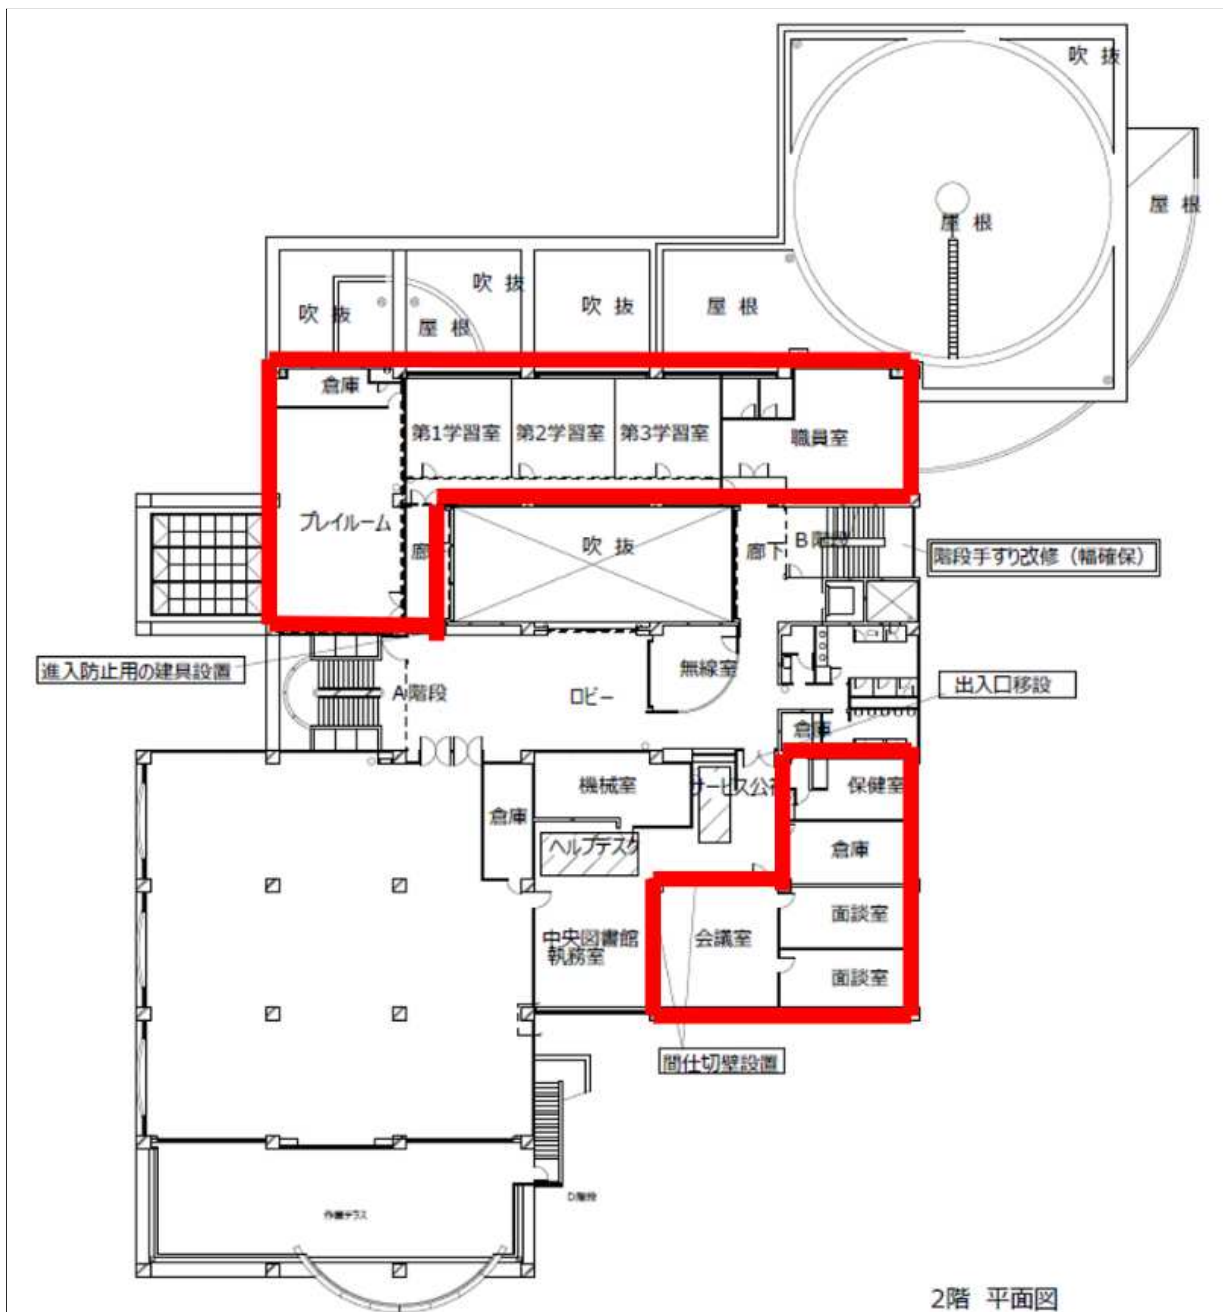 吹 抜
屋 根
屋 根
吹 抜
吹 抜
吹 抜
屋 根
屋 根
倉庫
第1学習室
第2学習室
第3学習室
職員室
プレイルーム
廊下
吹 抜
廊下
B階段
階段手すり改修（幅確保）
進入防止用の建具設置
A階段
ロビー
無線室
出入口移設
倉庫
機械室
サービス公
保健室
倉庫
ヘルプデスク
倉庫
面談室
中央図書館
執務室
会議室
面談室
間仕切壁設置
D階段
作業テラス
2階 平面図